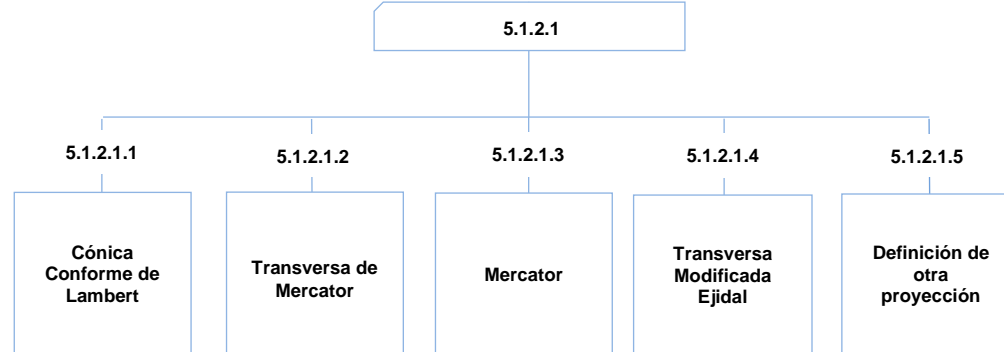 5.1.2.1
5.1.2.1.1
5.1.2.1.2
5.1.2.1.3
5.1.2.1.4
5.1.2.1.5
Cónica
Conforme de
Lambert
Transversa de
Mercator
Mercator
Transversa
Modificada
Ejidal
Definición de
otra
proyección